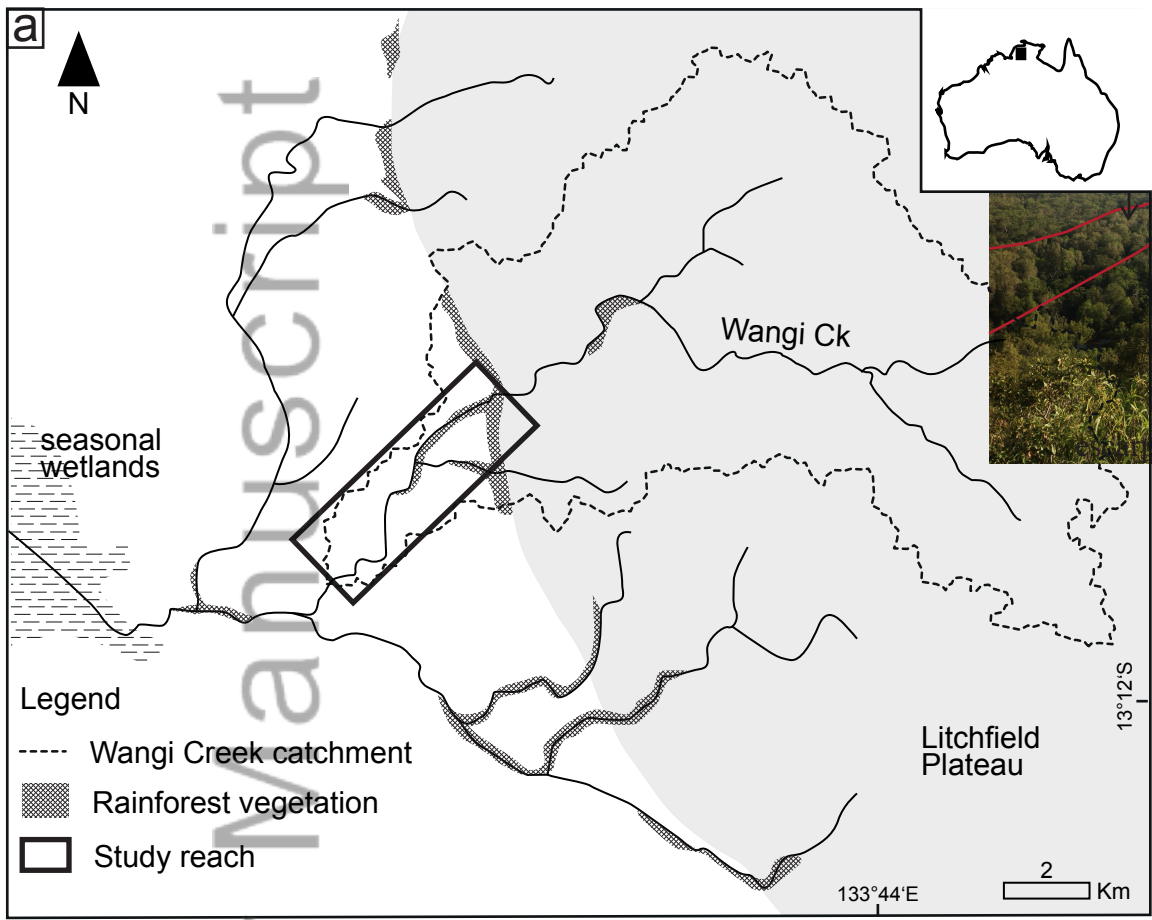 a
N
Manuscript
Wangi Ck
seasonal
wetlands
13°12‘S
Legend
Wangi Creek catchment
Rainforest vegetation
Study reach
Litchfield
Plateau
133°44‘E
2
Km